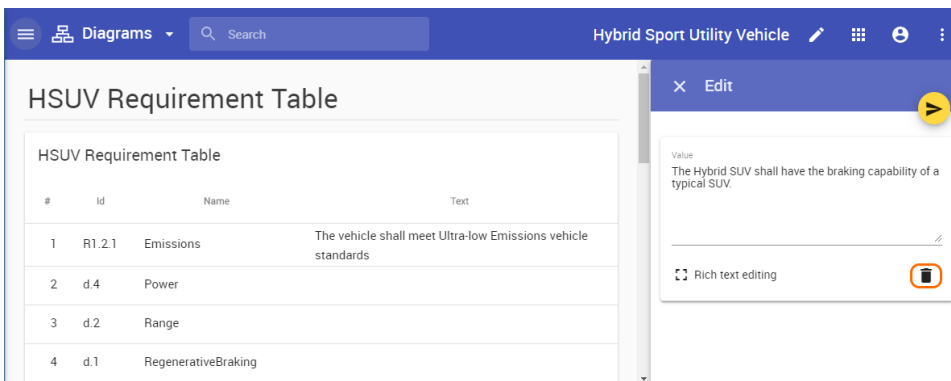 Diagrams Search Hybrid Sport Utility Vehicle
HSUV Requirement Table
HSUV Requirement Table
# Id Name Text
1 R1.2.1 Emissions The vehicle shall meet Ultra-low Emissions vehicle
standards
2 d.4 Power
3 d.2 Range
4 d.1 RegenerativeBraking
Edit
Value
The Hybrid SUV shall have the braking capability of a
typical SUV.
Rich text editing